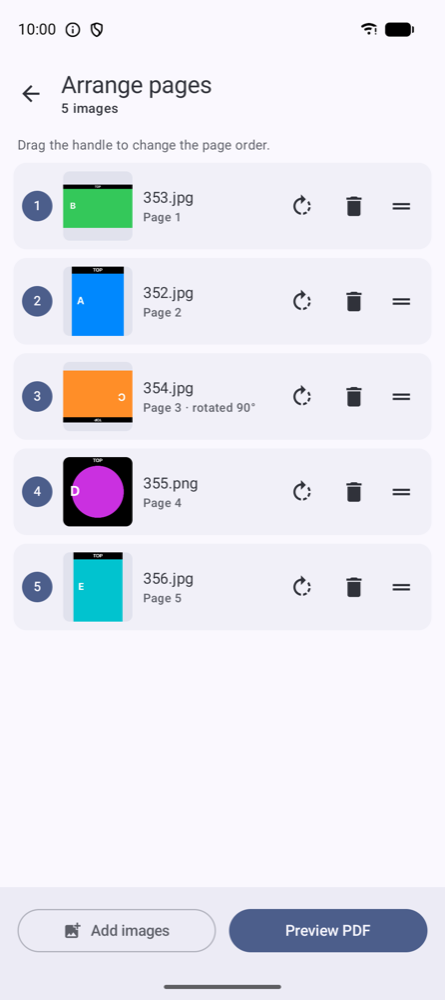 10:00
Arrange pages
5 images
Drag the handle to change the page order.
1
TOP
B
353.jpg
Page 1
2
TOP
A
352.jpg
Page 2
3
C
TOP
354.jpg
Page 3 · rotated 90°
4
TOP
D
355.png
Page 4
5
TOP
E
356.jpg
Page 5
Add images
Preview PDF